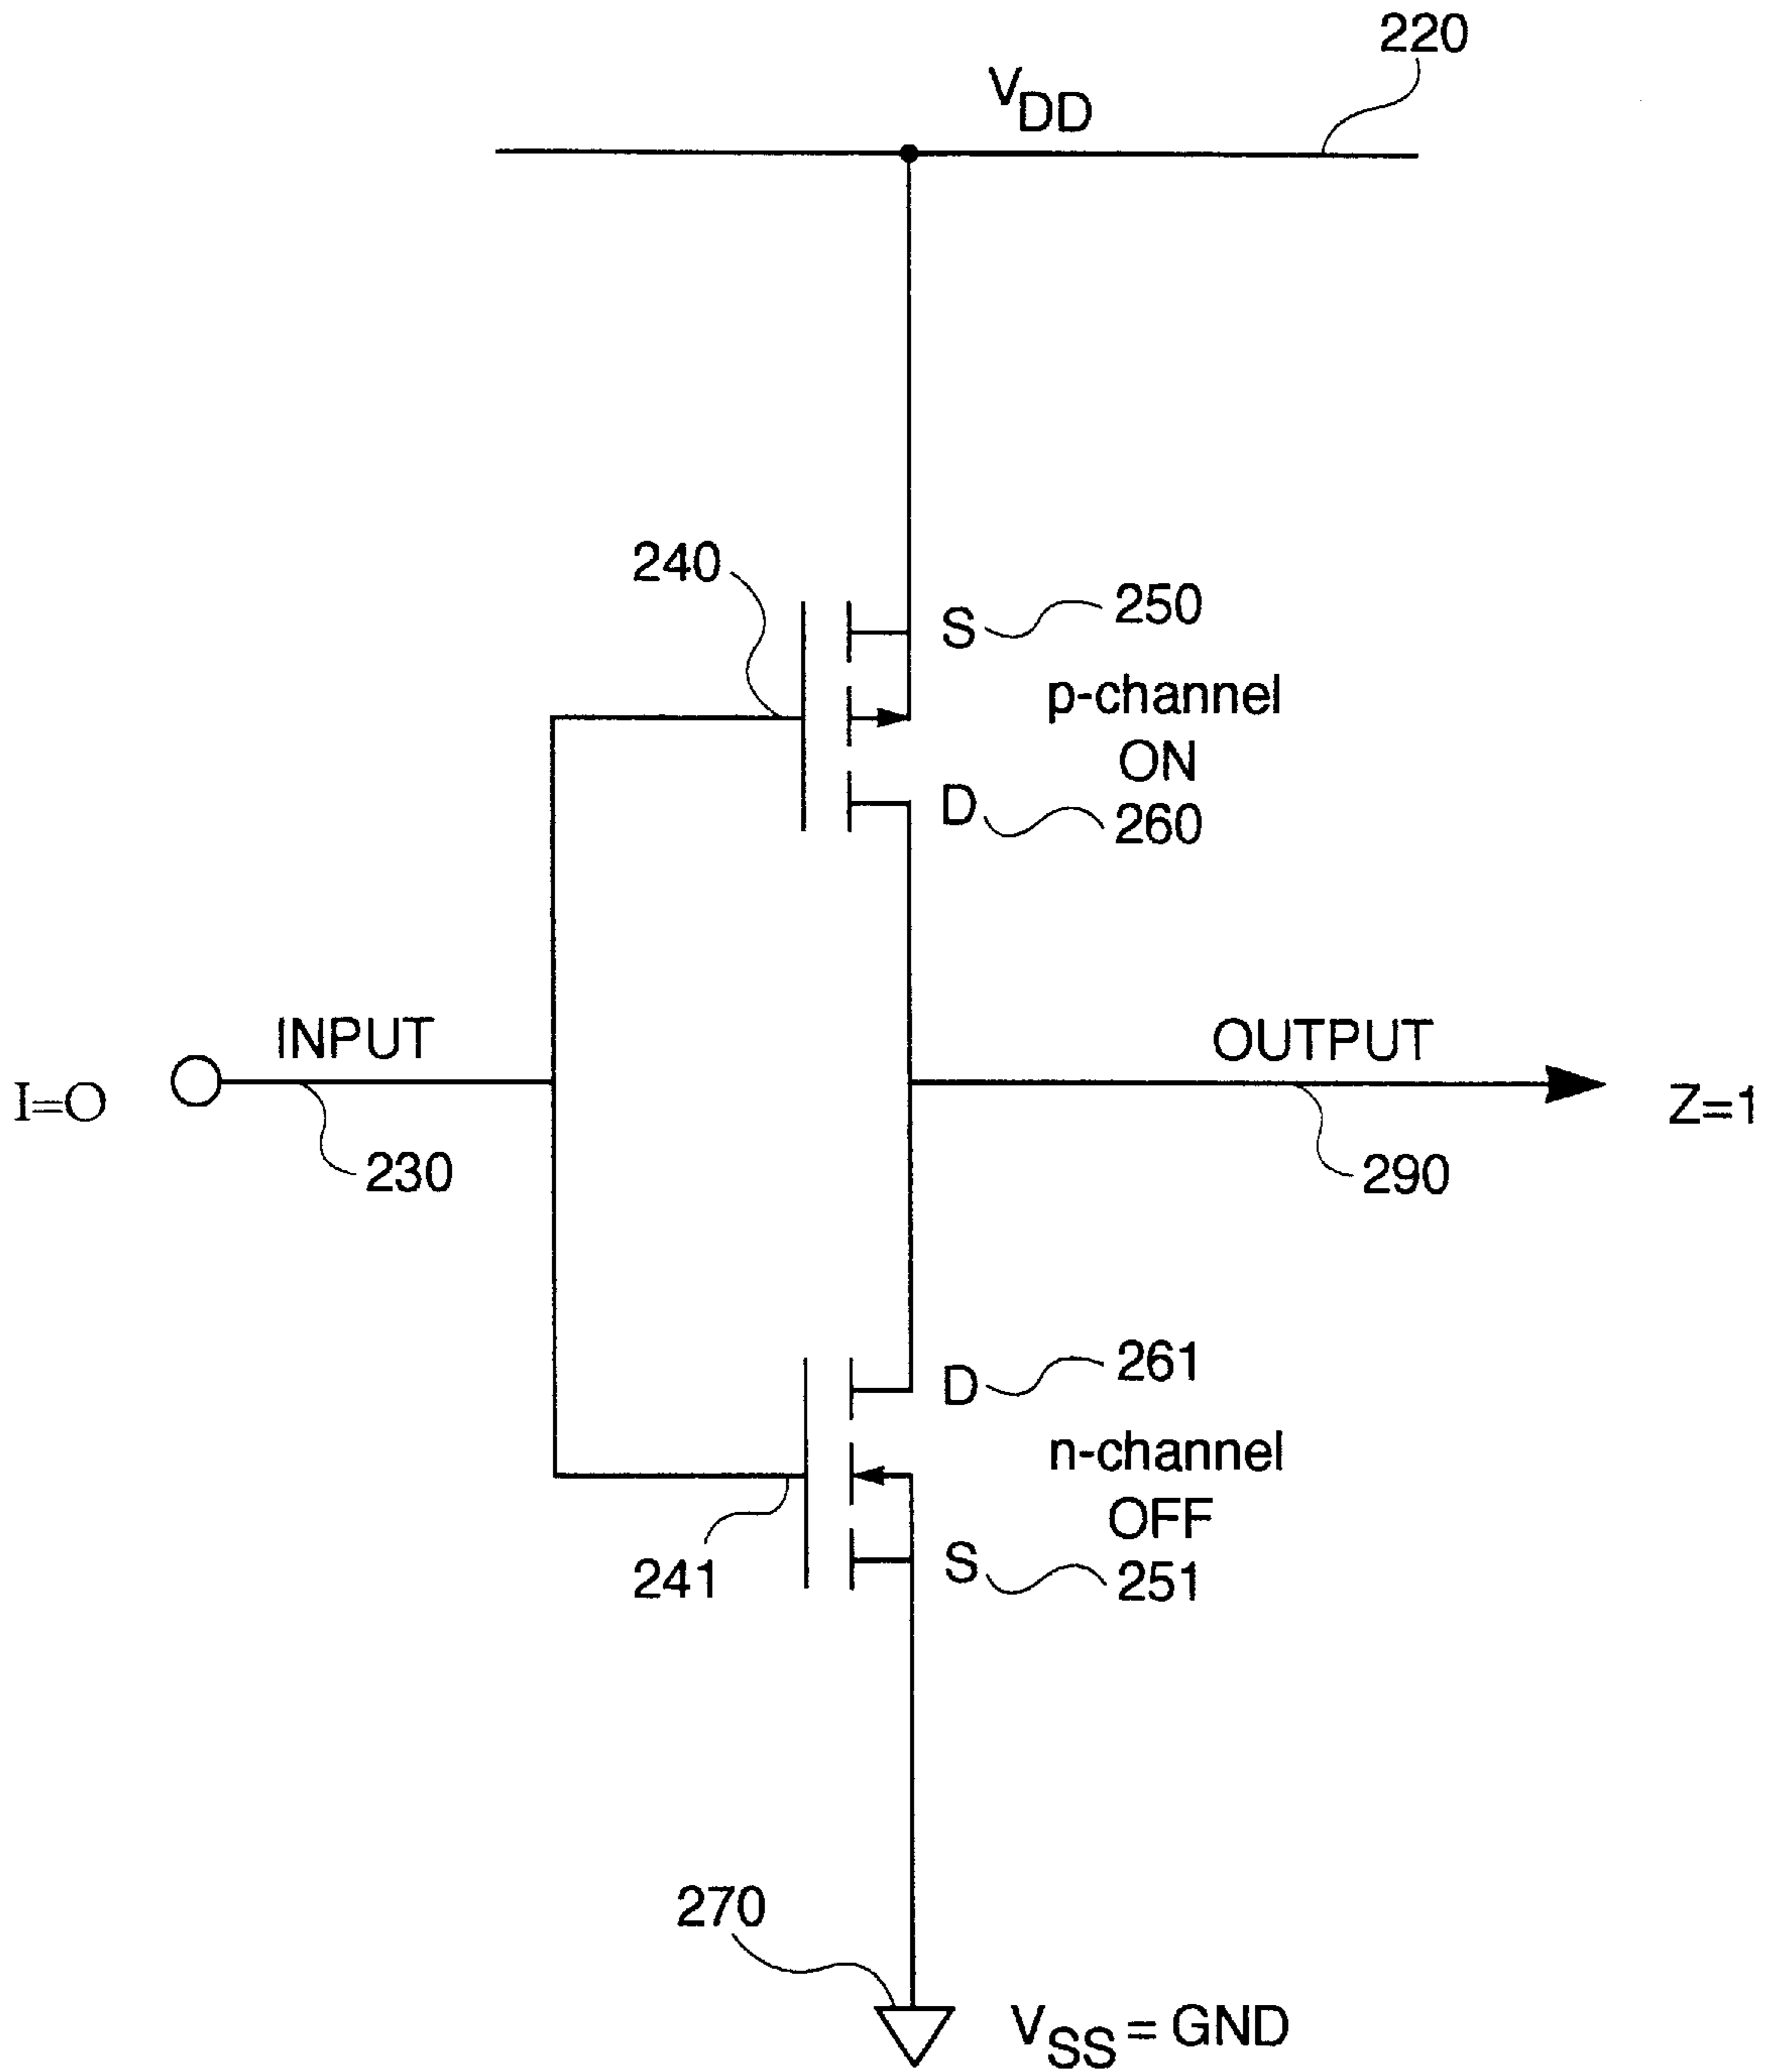 220
VDD
240
S 250
p-channel
ON
D 260
INPUT
OUTPUT
I=O
Z=1
230
290
D 261
n-channel
OFF
241
S 251
270
VSS = GND